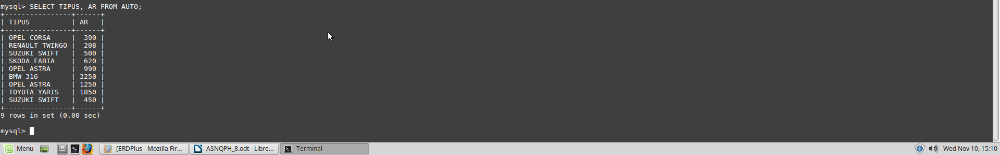 mysql> SELECT TIPUS, AR FROM AUTO;
+----------------+------+
| TIPUS          | AR   |
+----------------+------+
| OPEL CORSA     |  390 |
| RENAULT TWINGO |  208 |
| SUZUKI SWIFT   |  500 |
| SKODA FABIA    |  620 |
| OPEL ASTRA     |  990 |
| BMW 316        | 3250 |
| OPEL ASTRA     | 1250 |
| TOYOTA YARIS   | 1850 |
| SUZUKI SWIFT   |  450 |
+----------------+------+
9 rows in set (0.00 sec)
mysql>
Menu [ERDPlus - Mozilla Fir... ASNQPH_8.odt - Libre... Terminal Wed Nov 10, 15:10